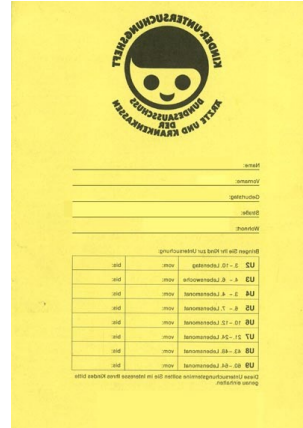 KINDER-UNTERSUCHUNGSHEFT
BUNDESAUSSCHUSS
DER
ÄRZTE UND KRANKENKASSEN
Name:
Vorname:
Geburtstag:
Straße:
Wohnort:
Bringen Sie Ihr Kind zur Untersuchung:
U2 3. – 10. Lebenstag vom: bis:
U3 4. – 6. Lebenswoche vom: bis:
U4 3. – 4. Lebensmonat vom: bis:
U5 6. – 7. Lebensmonat vom: bis:
U6 10. – 12. Lebensmonat vom: bis:
U7 21. – 24. Lebensmonat vom: bis:
U8 43. – 48. Lebensmonat vom: bis:
U9 60. – 64. Lebensmonat vom: bis:
Diese Untersuchungstermine sollten Sie im Interesse Ihres Kindes bitte
genau einhalten.